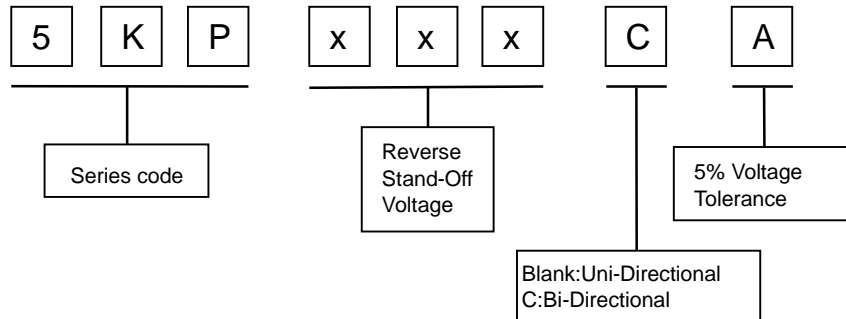 5 K P x x x C A
Series code
Reverse
Stand-Off
Voltage
5% Voltage
Tolerance
Blank:Uni-Directional
C:Bi-Directional